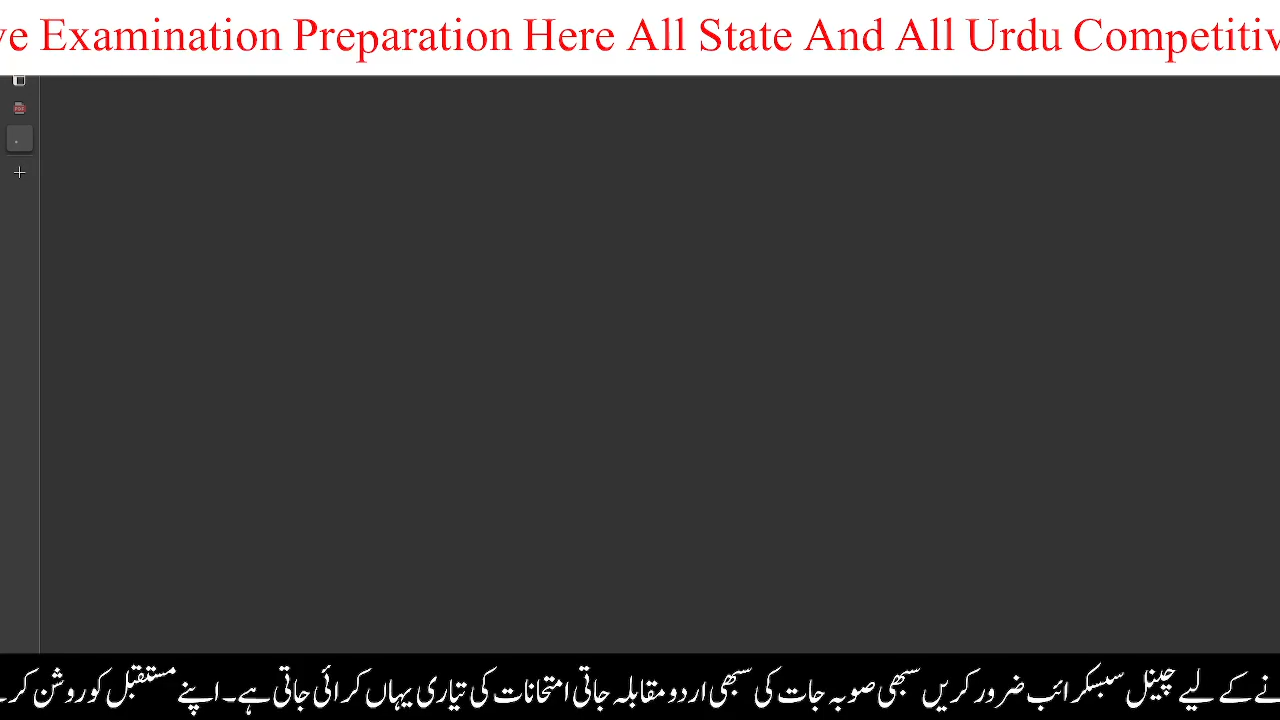 ve Examination Preparation Here All State And All Urdu Competitiv
PDF
نے کے لیے چینل سبسکرائب ضرور کریں سبھی صوبہ جات کی سبھی اردو مقابلہ جاتی امتحانات کی تیاری یہاں کرائی جاتی ہے۔ اپنے مستقبل کو روشن کر